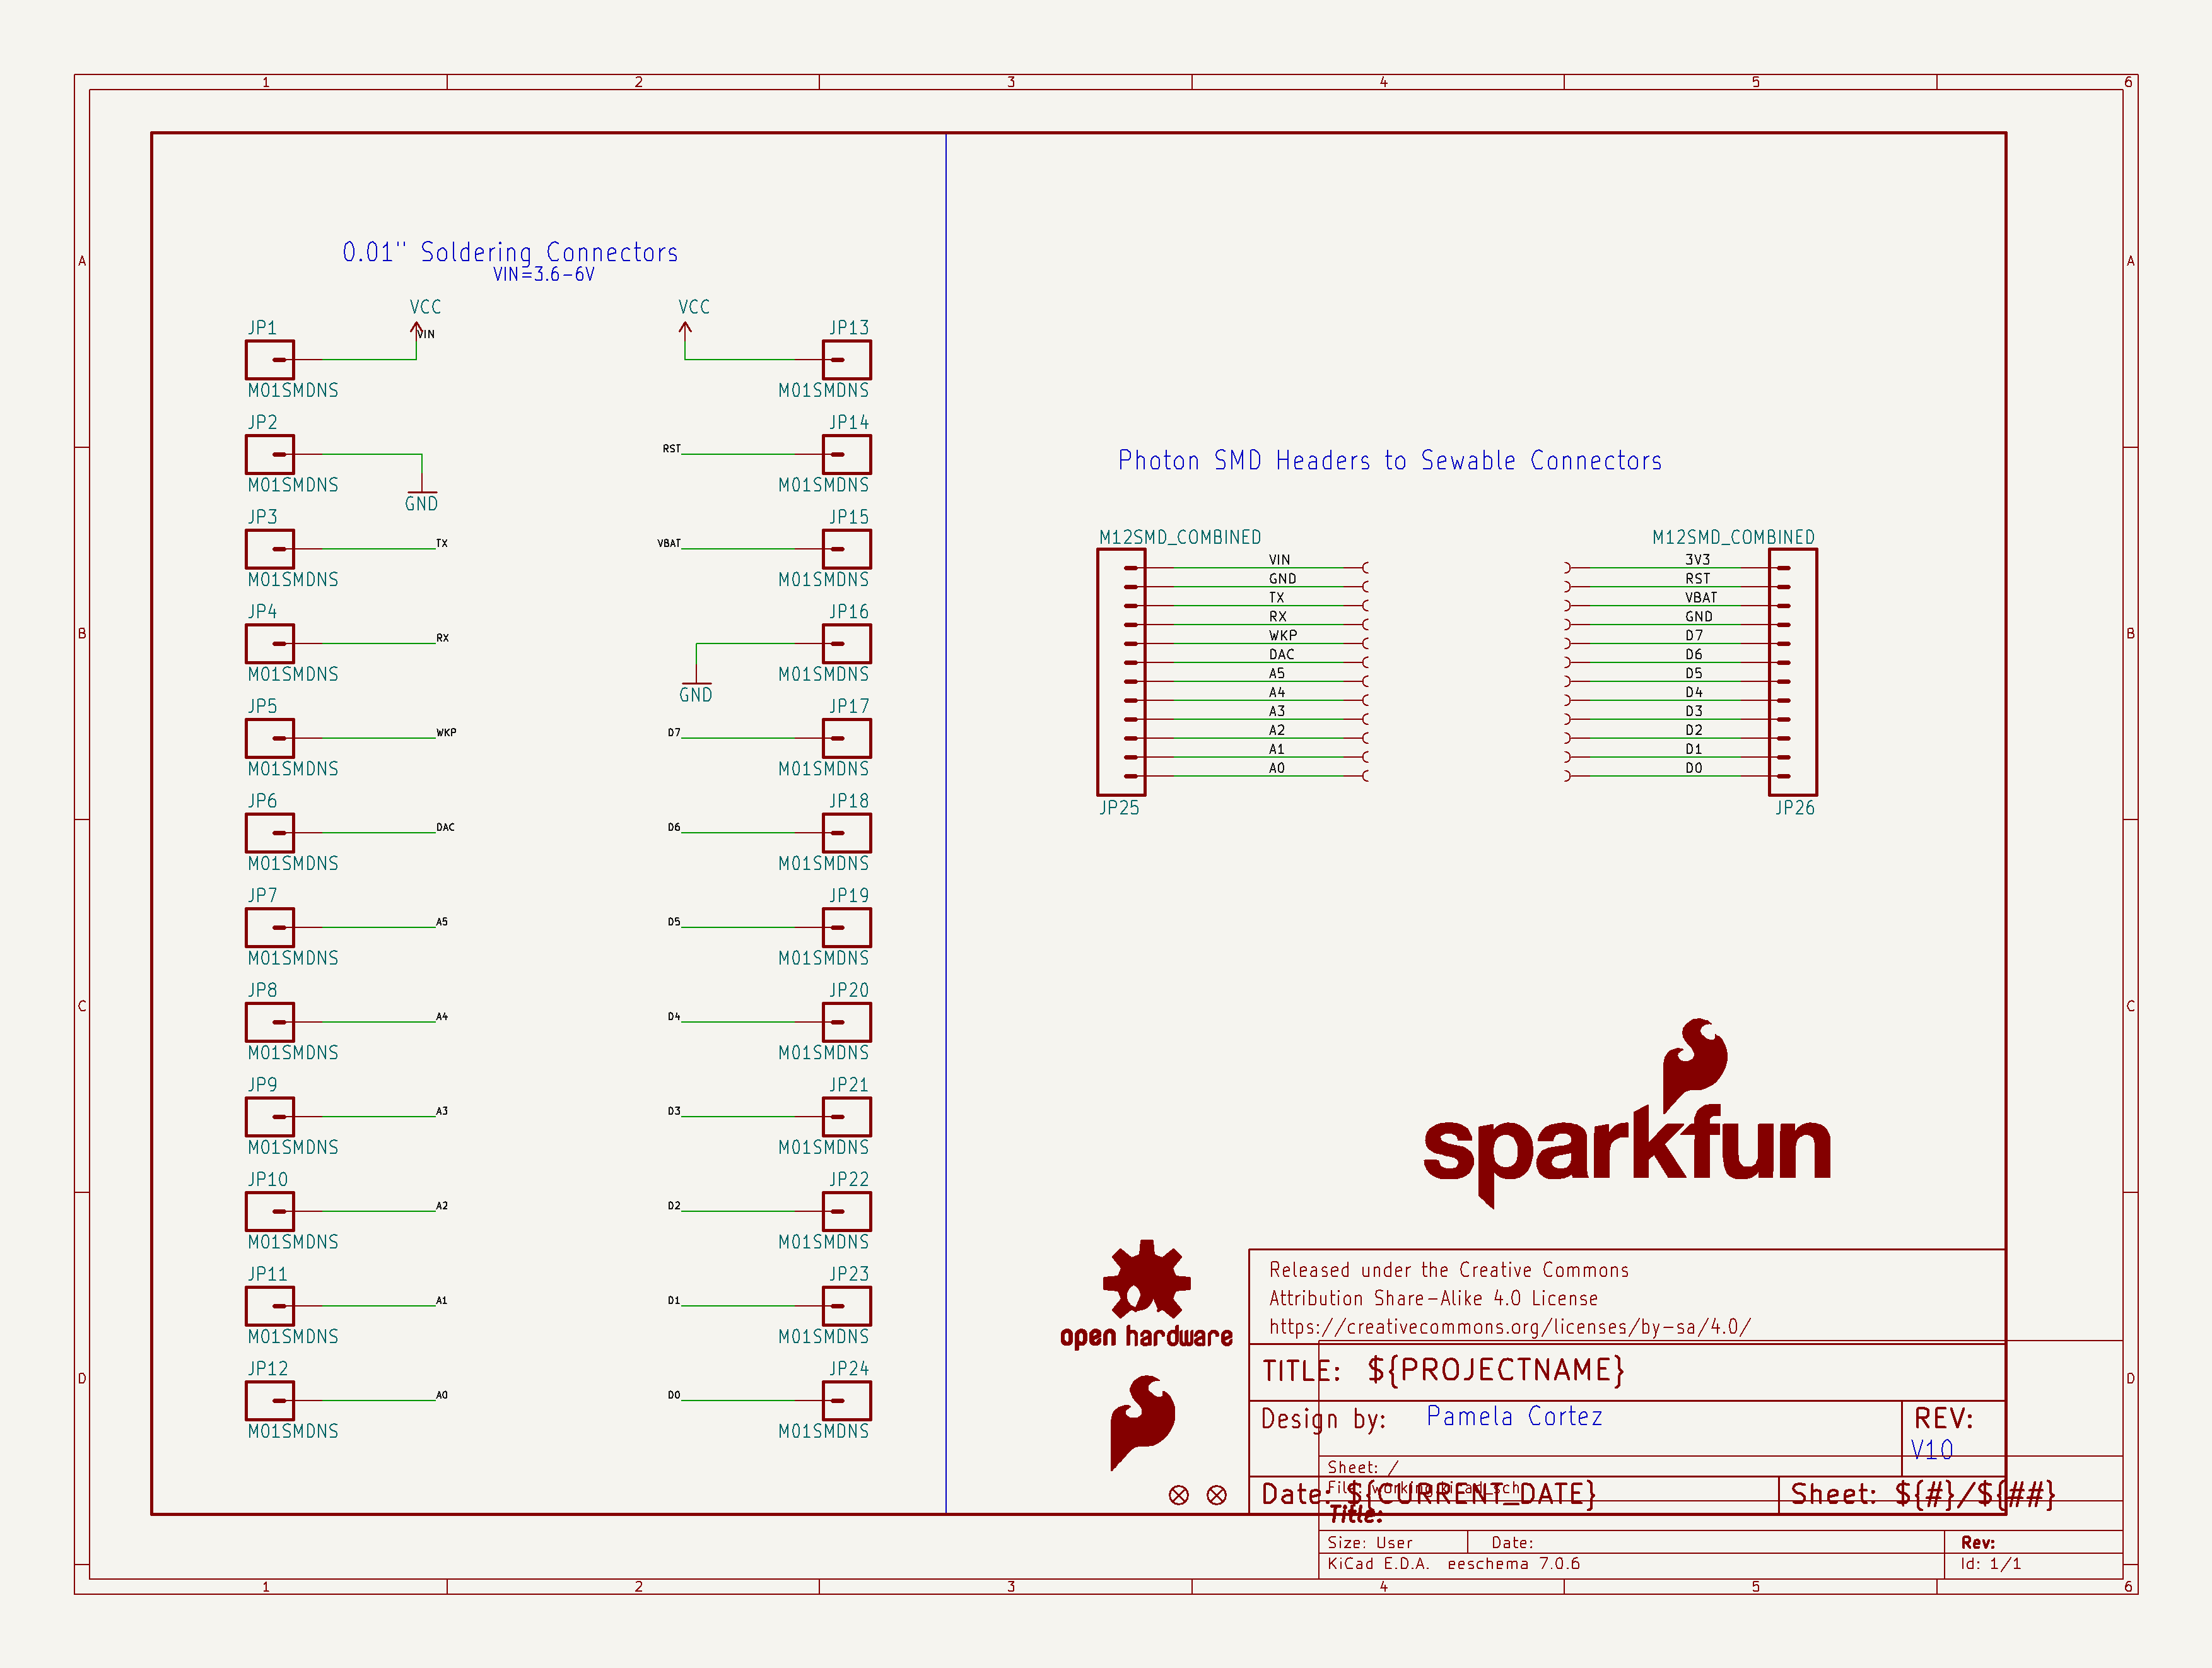 1 2 3 4 5 6
A A
0.01" Soldering Connectors
VIN=3.6-6V
VCC VCC
VIN
JP1 JP13
M01SMDNS M01SMDNS
JP2 JP14
RST
M01SMDNS M01SMDNS
GND
JP3 JP15
TX VBAT
M01SMDNS M01SMDNS
JP4 JP16
RX
M01SMDNS M01SMDNS
GND
JP5 JP17
WKP D7
M01SMDNS M01SMDNS
JP6 JP18
DAC D6
M01SMDNS M01SMDNS
JP7 JP19
A5 D5
M01SMDNS M01SMDNS
JP8 JP20
A4 D4
M01SMDNS M01SMDNS
JP9 JP21
A3 D3
M01SMDNS M01SMDNS
JP10 JP22
A2 D2
M01SMDNS M01SMDNS
JP11 JP23
A1 D1
M01SMDNS M01SMDNS
JP12 JP24
A0 D0
M01SMDNS M01SMDNS
Photon SMD Headers to Sewable Connectors
M12SMD_COMBINED M12SMD_COMBINED
VIN 3V3
GND RST
TX VBAT
RX GND
WKP D7
DAC D6
A5 D5
A4 D4
A3 D3
A2 D2
A1 D1
A0 D0
JP25 JP26
B B
C C
sparkfun
open hardware
Released under the Creative Commons
Attribution Share-Alike 4.0 License
https://creativecommons.org/licenses/by-sa/4.0/
TITLE: ${PROJECTNAME}
Design by: Pamela Cortez
REV:
V10
Date: ${CURRENT_DATE} Sheet: ${#}/${##}
Sheet: /
File: working.kicad_sch
Title:
Size: User Date: Rev:
KiCad E.D.A. eeschema 7.0.6 Id: 1/1
D D
1 2 3 4 5 6